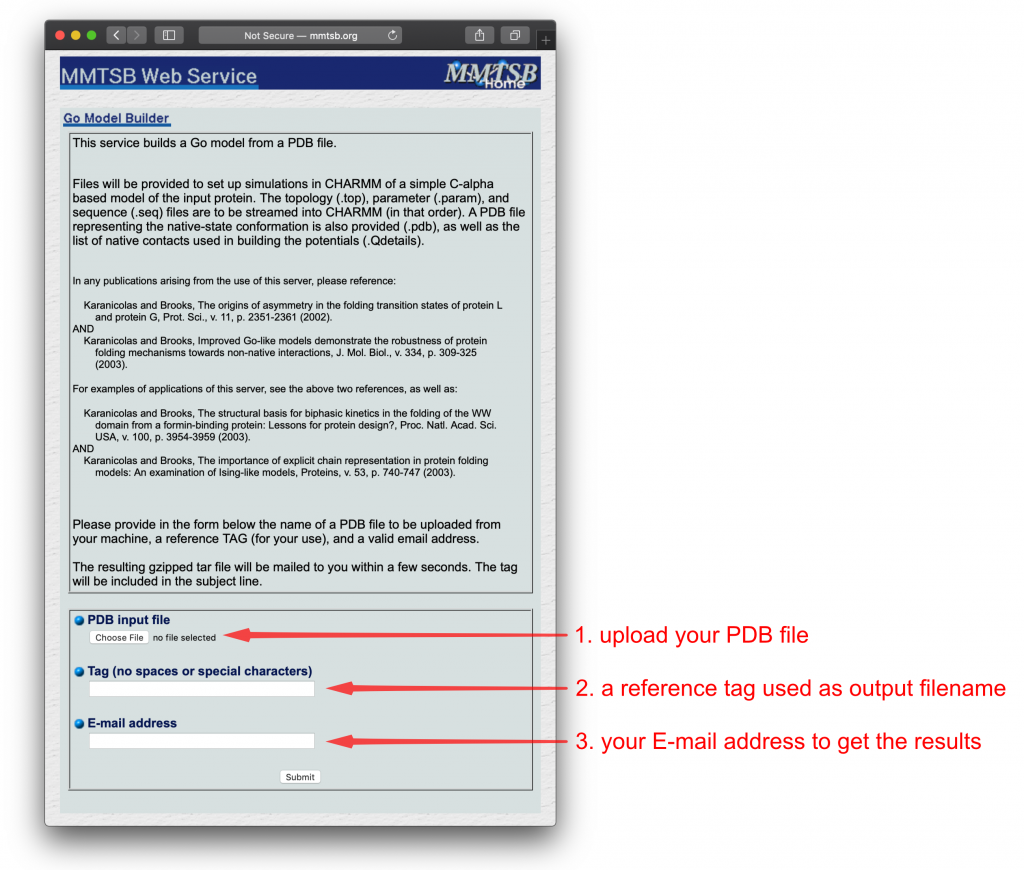 Not Secure — mmtsb.org
MMTSB Web Service
MMTSB
Home
Go Model Builder
This service builds a Go model from a PDB file.
Files will be provided to set up simulations in CHARMM of a simple C-alpha
based model of the input protein. The topology (.top), parameter (.param), and
sequence (.seq) files are to be streamed into CHARMM (in that order). A PDB file
representing the native-state conformation is also provided (.pdb), as well as the
list of native contacts used in building the potentials (.Qdetails).
In any publications arising from the use of this server, please reference:
Karanicolas and Brooks, The origins of asymmetry in the folding transition states of protein L
and protein G, Prot. Sci., v. 11, p. 2351-2361 (2002).
AND
Karanicolas and Brooks, Improved Go-like models demonstrate the robustness of protein
folding mechanisms towards non-native interactions, J. Mol. Biol., v. 334, p. 309-325
(2003).
For examples of applications of this server, see the above two references, as well as:
Karanicolas and Brooks, The structural basis for biphasic kinetics in the folding of the WW
domain from a formin-binding protein: Lessons for protein design?, Proc. Natl. Acad. Sci.
USA, v. 100, p. 3954-3959 (2003).
AND
Karanicolas and Brooks, The importance of explicit chain representation in protein folding
models: An examination of Ising-like models, Proteins, v. 53, p. 740-747 (2003).
Please provide in the form below the name of a PDB file to be uploaded from
your machine, a reference TAG (for your use), and a valid email address.
The resulting gzipped tar file will be mailed to you within a few seconds. The tag
will be included in the subject line.
PDB input file
Choose File no file selected
1. upload your PDB file
Tag (no spaces or special characters)
2. a reference tag used as output filename
E-mail address
3. your E-mail address to get the results
Submit